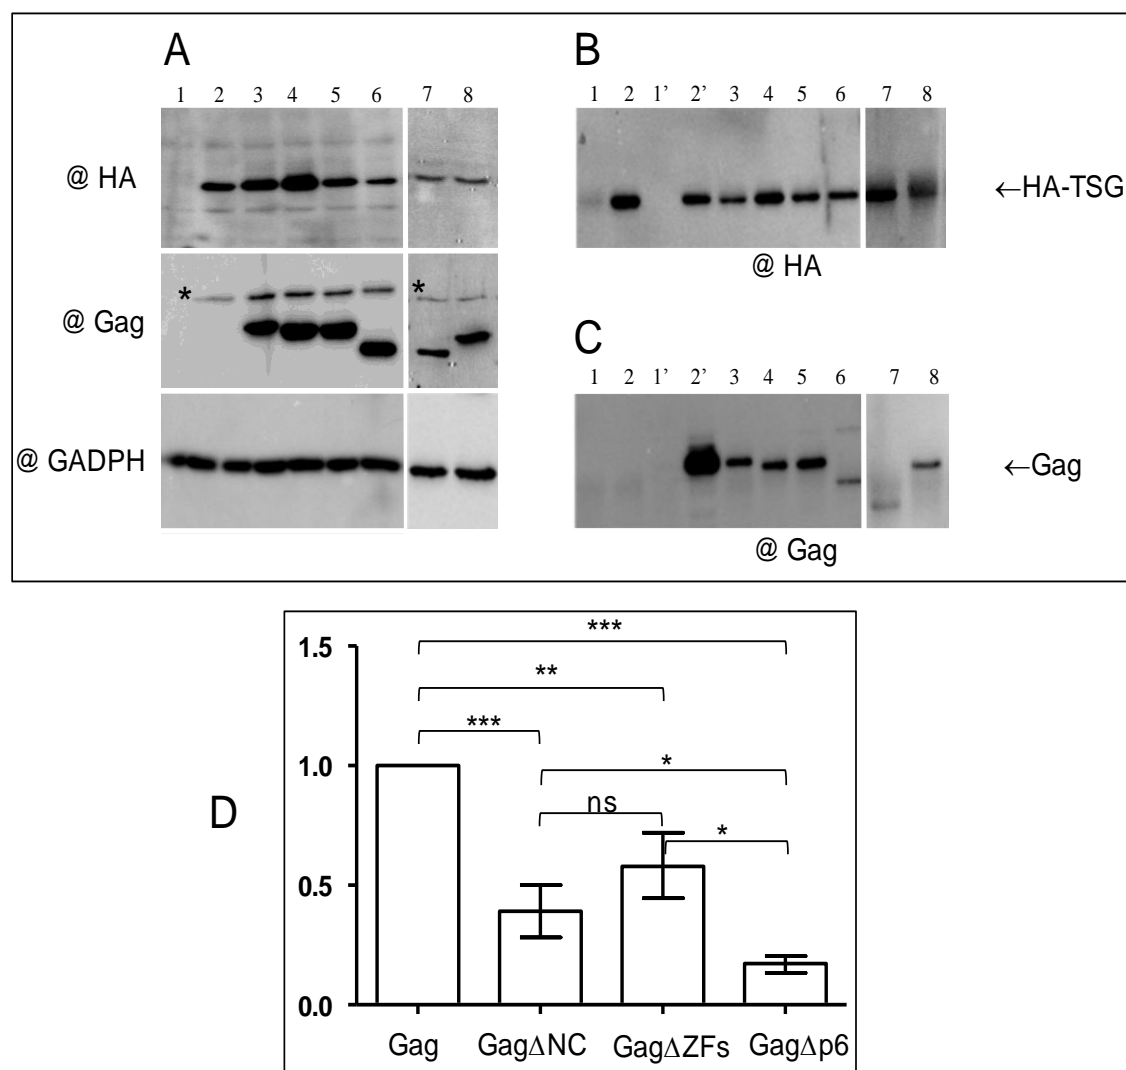 A
1 2 3 4 5 6 7 8
@ HA
* *
@ Gag
@ GADPH
B
1 2 1’ 2’ 3 4 5 6 7 8
←HA-TSG
@ HA
C
1 2 1’ 2’ 3 4 5 6 7 8
←Gag
@ Gag
D
1.5
1.0
0.5
0.0
***
**
***
*
ns
*
Gag GagΔNC GagΔZFs GagΔp6